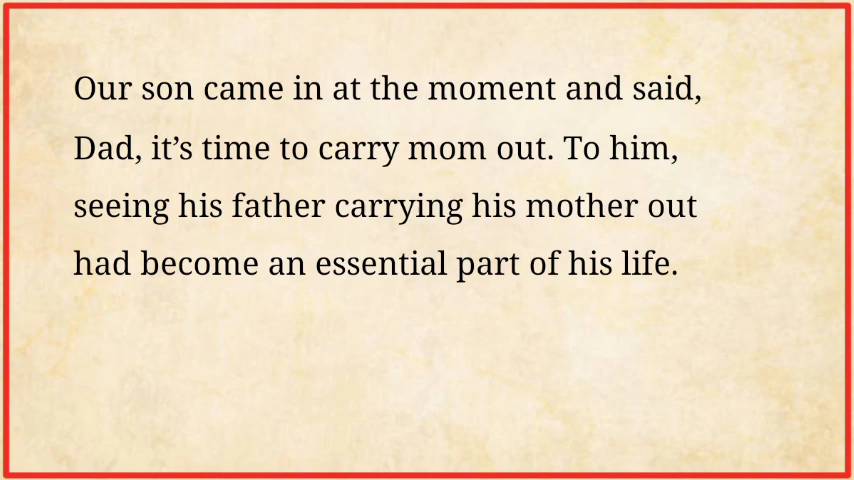 Our son came in at the moment and said,
Dad, it’s time to carry mom out. To him,
seeing his father carrying his mother out
had become an essential part of his life.